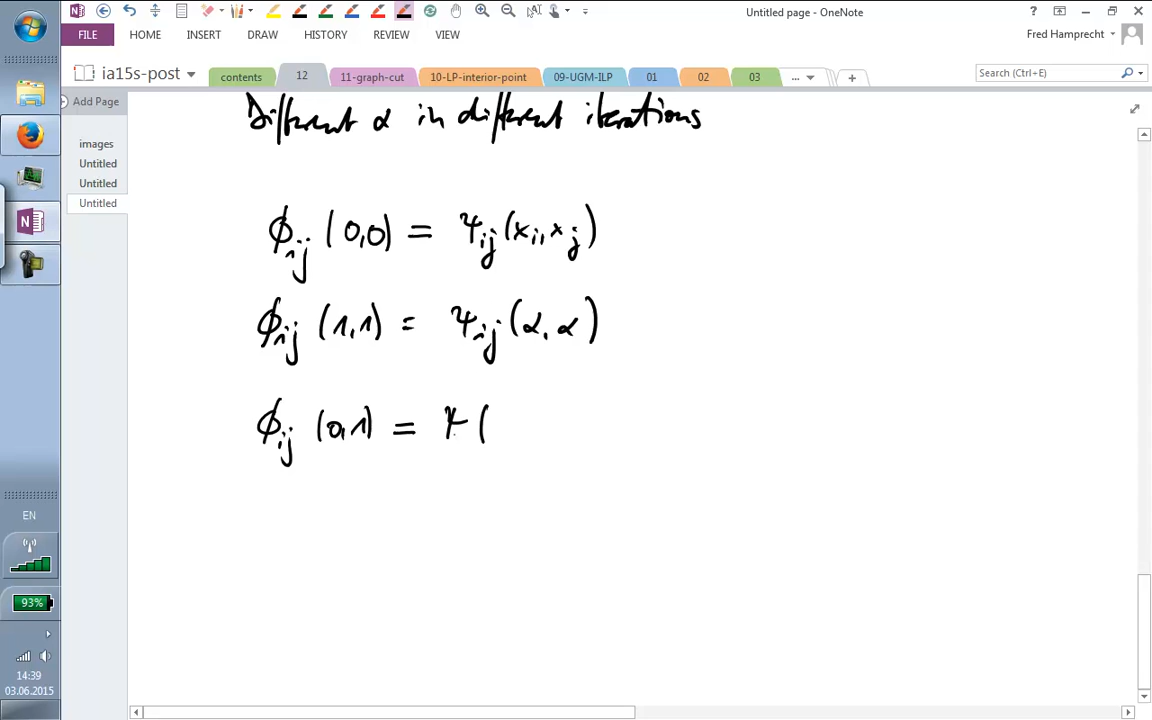 Untitled page - OneNote
FILE HOME INSERT DRAW HISTORY REVIEW VIEW
Fred Hamprecht
ia15s-post contents 12 11-graph-cut 10-LP-interior-point 09-UGM-ILP 01 02 03 ...
Search (Ctrl+E)
Add Page
images
Untitled
Untitled
Untitled
Different α in different iterations
ϕij (0,0) = Ψij(xi,xj)
ϕij (1,1) = Ψij(α,α)
ϕij (0,1) = Ψ (
EN
93%
14:39
03.06.2015